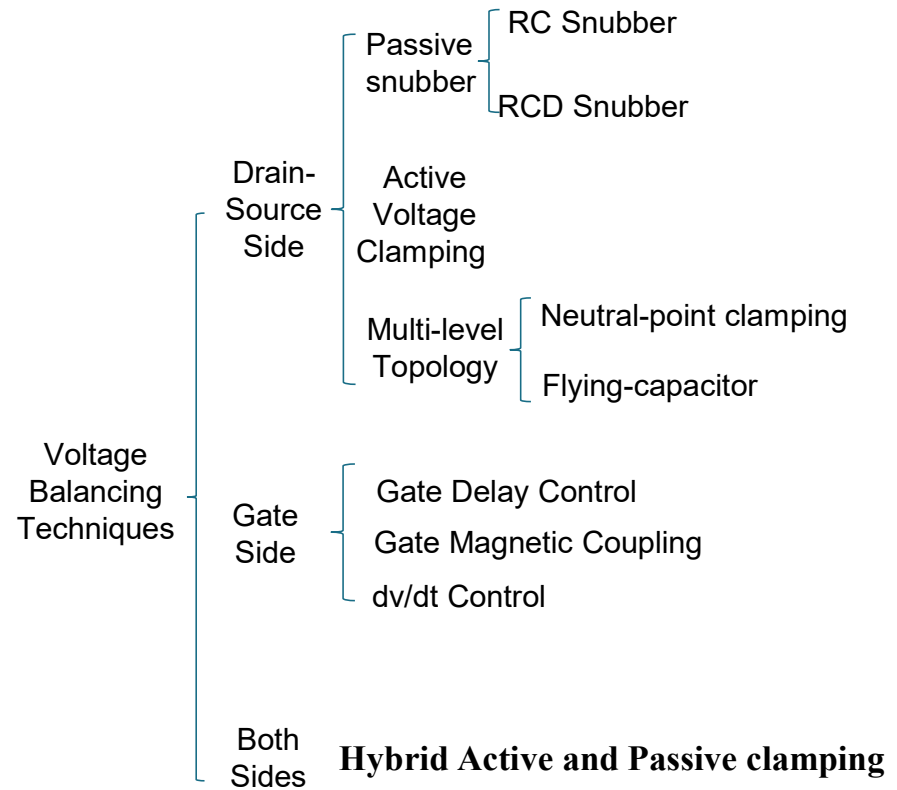 Voltage
Balancing
Techniques
Drain-
Source
Side
Passive
snubber
RC Snubber
RCD Snubber
Active
Voltage
Clamping
Multi-level
Topology
Neutral-point clamping
Flying-capacitor
Gate
Side
Gate Delay Control
Gate Magnetic Coupling
dv/dt Control
Both
Sides
Hybrid Active and Passive clamping